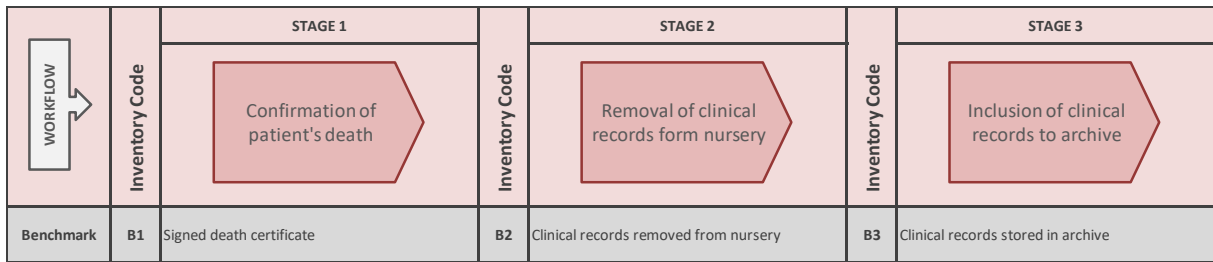 WORKFLOW
Inventory Code
STAGE 1
Confirmation of
patient's death
Inventory Code
STAGE 2
Removal of clinical
records form nursery
Inventory Code
STAGE 3
Inclusion of clinical
records to archive
Benchmark B1 Signed death certificate B2 Clinical records removed from nursery B3 Clinical records stored in archive